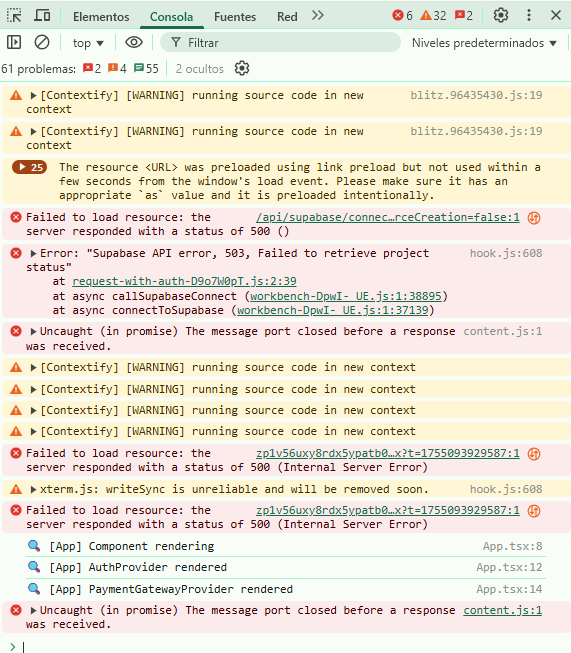 Elementos Consola Fuentes Red 6 32 2
top Filtrar Niveles predeterminados
61 problemas: 2 4 55 2 ocultos
[Contextify] [WARNING] running source code in new context blitz.96435430.js:19
[Contextify] [WARNING] running source code in new context blitz.96435430.js:19
25 The resource <URL> was preloaded using link preload but not used within a
few seconds from the window's load event. Please make sure it has an
appropriate `as` value and it is preloaded intentionally.
Failed to load resource: the /api/supabase/connec…rceCreation=false:1
server responded with a status of 500 ()
Error: "Supabase API error, 503, Failed to retrieve project hook.js:608
status"
at request-with-auth-D9o7W0pT.js:2:39
at async callSupabaseConnect (workbench-DpwI-_UE.js:1:38895)
at async connectToSupabase (workbench-DpwI-_UE.js:1:37139)
Uncaught (in promise) The message port closed before a response content.js:1
was received.
[Contextify] [WARNING] running source code in new context
[Contextify] [WARNING] running source code in new context
[Contextify] [WARNING] running source code in new context
[Contextify] [WARNING] running source code in new context
Failed to load resource: the zp1v56uxy8rdx5ypatb0…x?t=1755093929587:1
server responded with a status of 500 (Internal Server Error)
xterm.js: writeSync is unreliable and will be removed soon. hook.js:608
Failed to load resource: the zp1v56uxy8rdx5ypatb0…x?t=1755093929587:1
server responded with a status of 500 (Internal Server Error)
[App] Component rendering App.tsx:8
[App] AuthProvider rendered App.tsx:12
[App] PaymentGatewayProvider rendered App.tsx:14
Uncaught (in promise) The message port closed before a response content.js:1
was received.